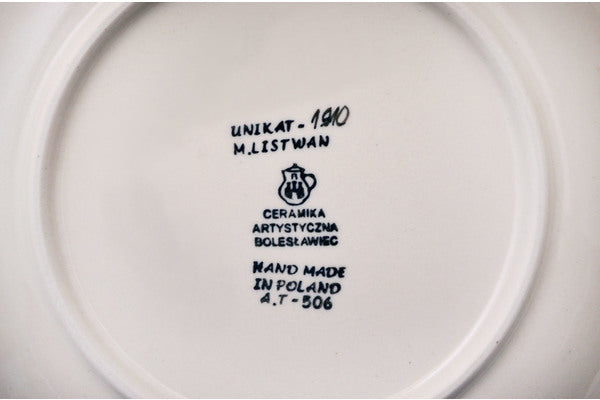 UNIKAT - 1910
M.LISTWAN
CERAMIKA
ARTYSTYCZNA
BOLESŁAWIEC
HAND MADE
IN POLAND
A.T-506